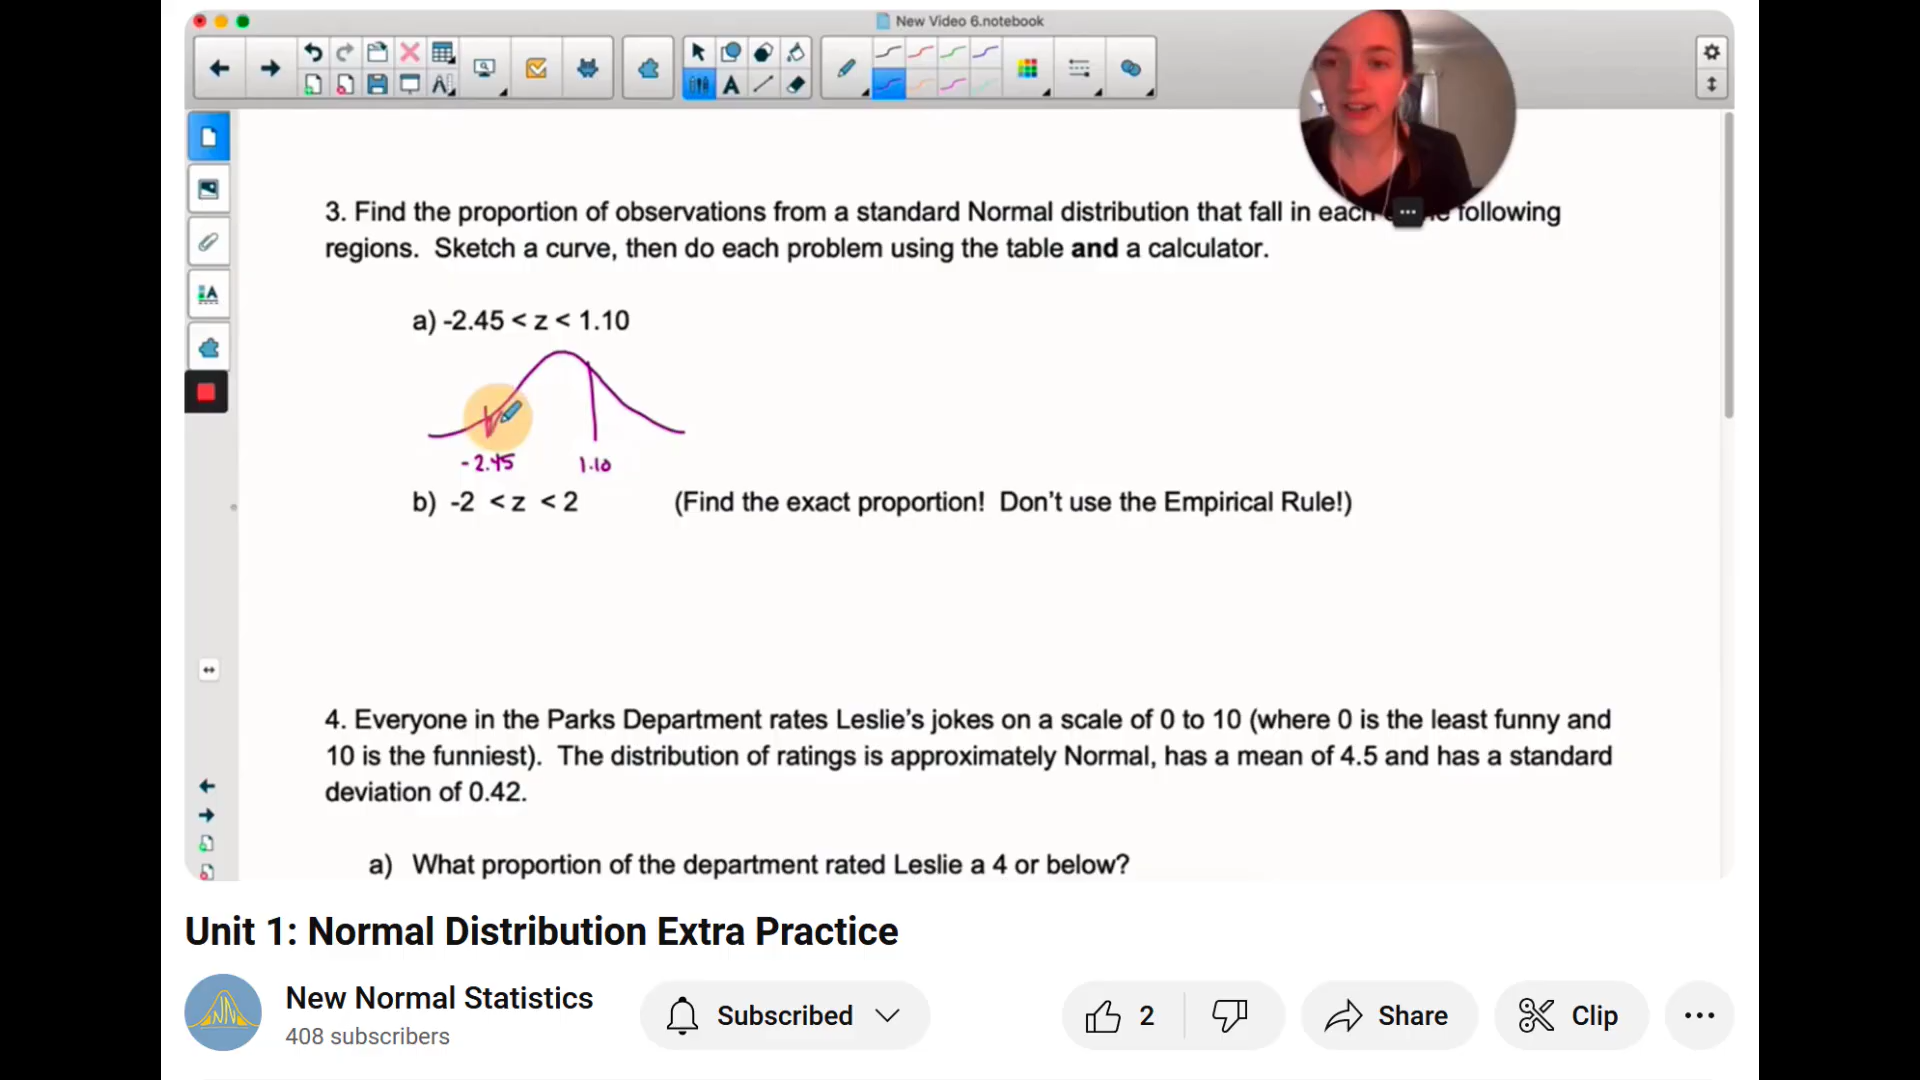 New Video 6.notebook
3. Find the proportion of observations from a standard Normal distribution that fall in each following
regions. Sketch a curve, then do each problem using the table and a calculator.
a) -2.45 < z < 1.10
-2.45 1.10
b) -2 < z < 2 (Find the exact proportion! Don't use the Empirical Rule!)
4. Everyone in the Parks Department rates Leslie's jokes on a scale of 0 to 10 (where 0 is the least funny and
10 is the funniest). The distribution of ratings is approximately Normal, has a mean of 4.5 and has a standard
deviation of 0.42.
a) What proportion of the department rated Leslie a 4 or below?
Unit 1: Normal Distribution Extra Practice
New Normal Statistics
408 subscribers
Subscribed
2
Share
Clip